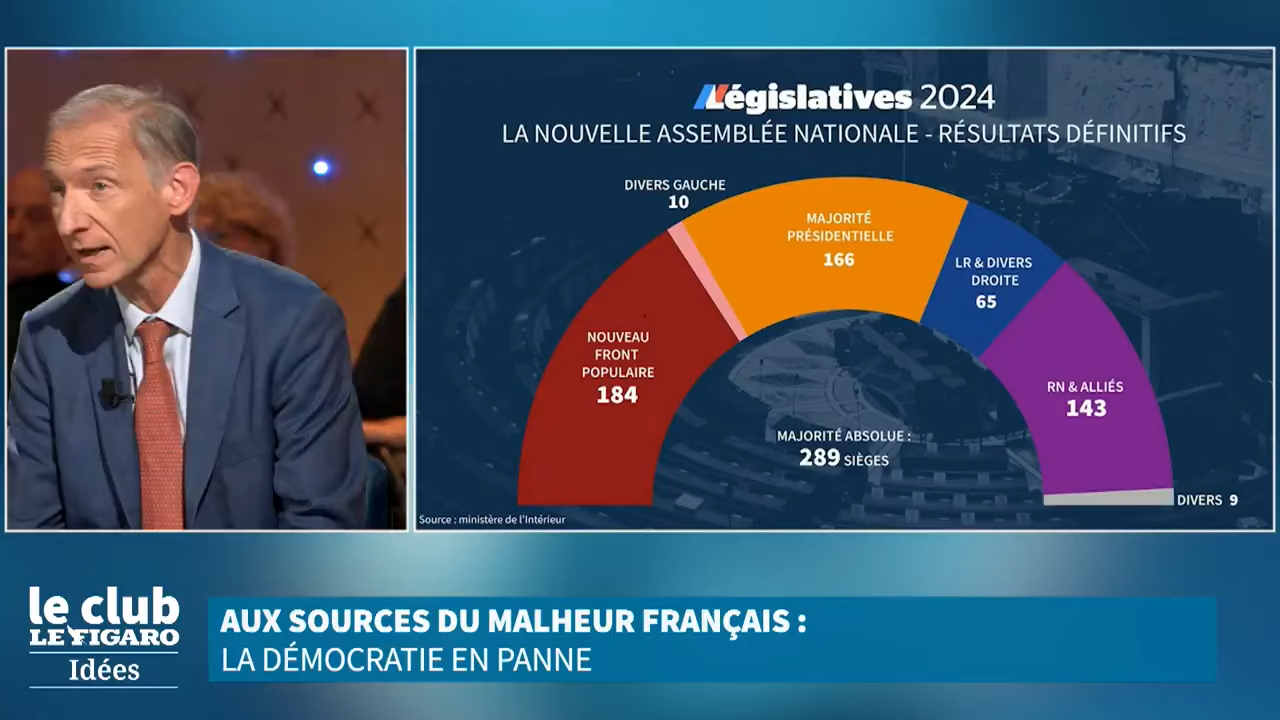 Législatives 2024
LA NOUVELLE ASSEMBLÉE NATIONALE - RÉSULTATS DÉFINITIFS
DIVERS GAUCHE
10
MAJORITÉ
PRÉSIDENTIELLE
166
LR & DIVERS
DROITE
65
NOUVEAU
FRONT
POPULAIRE
184
RN & ALLIÉS
143
MAJORITÉ ABSOLUE :
289 SIÈGES
DIVERS 9
Source : ministère de l'Intérieur
le club
LE FIGARO
Idées
AUX SOURCES DU MALHEUR FRANÇAIS :
LA DÉMOCRATIE EN PANNE